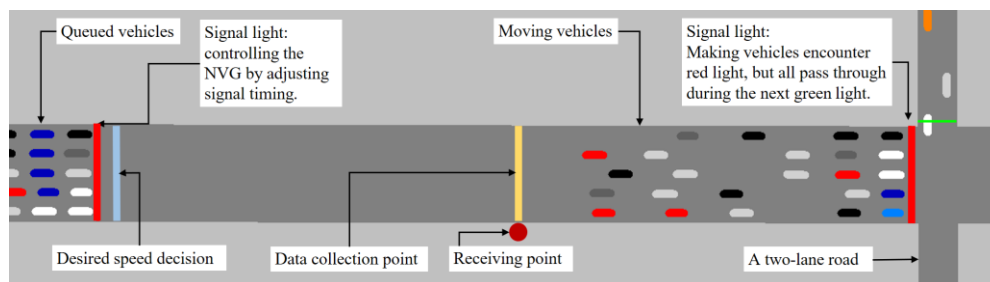 Queued vehicles
Signal light:
controlling the
NVG by adjusting
signal timing.
Moving vehicles
Signal light:
Making vehicles encounter
red light, but all pass through
during the next green light.
Desired speed decision
Data collection point
Receiving point
A two-lane road